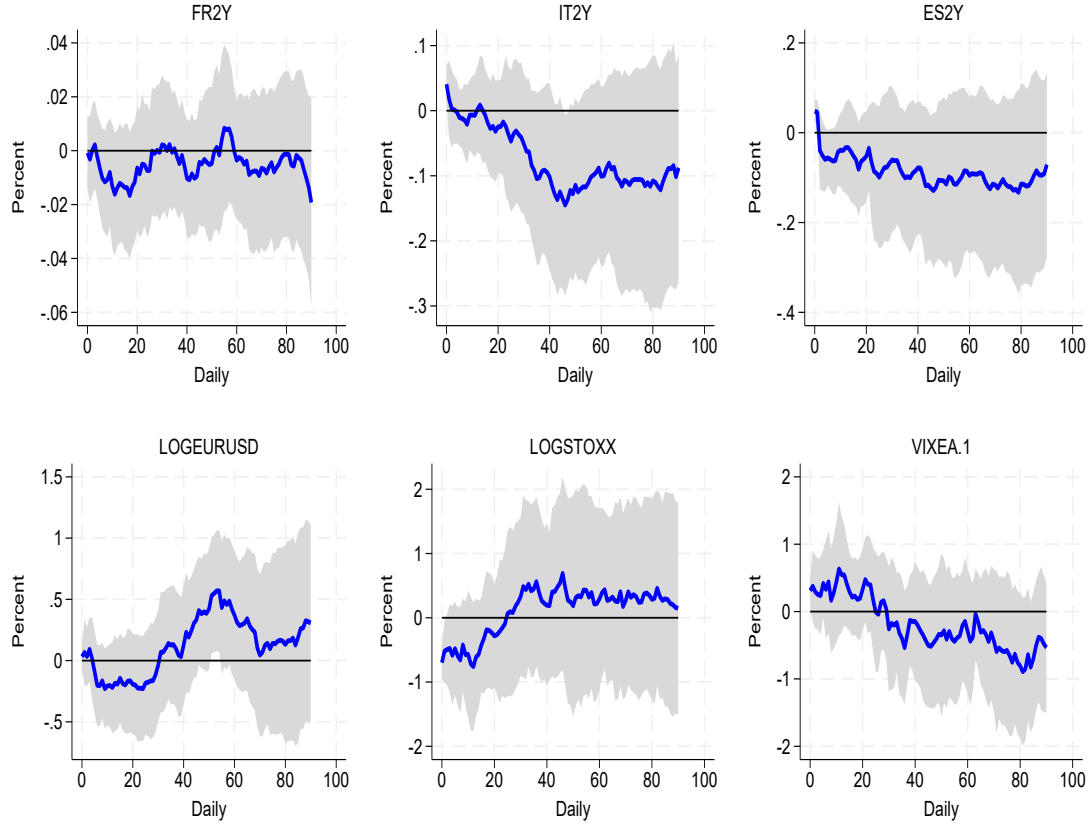 FR2Y
Percent
.04
.02
0
-.02
-.04
-.06
0 20 40 60 80 100
Daily
IT2Y
Percent
.1
0
-.1
-.2
-.3
0 20 40 60 80 100
Daily
ES2Y
Percent
.2
0
-.2
-.4
0 20 40 60 80 100
Daily
LOGEURUSD
Percent
1.5
1
.5
0
-.5
0 20 40 60 80 100
Daily
LOGSTOXX
Percent
2
1
0
-1
-2
0 20 40 60 80 100
Daily
VIXEA.1
Percent
2
1
0
-1
-2
0 20 40 60 80 100
Daily